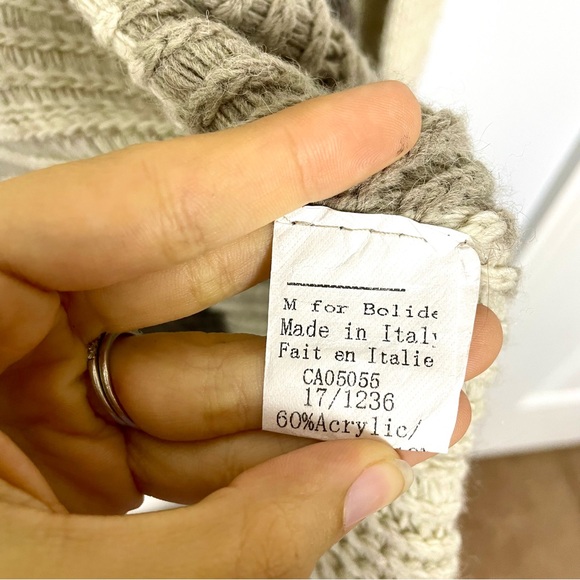 M for Bolide
Made in Italy
Fait en Italie
CA05055
17/1236
60%Acrylic/